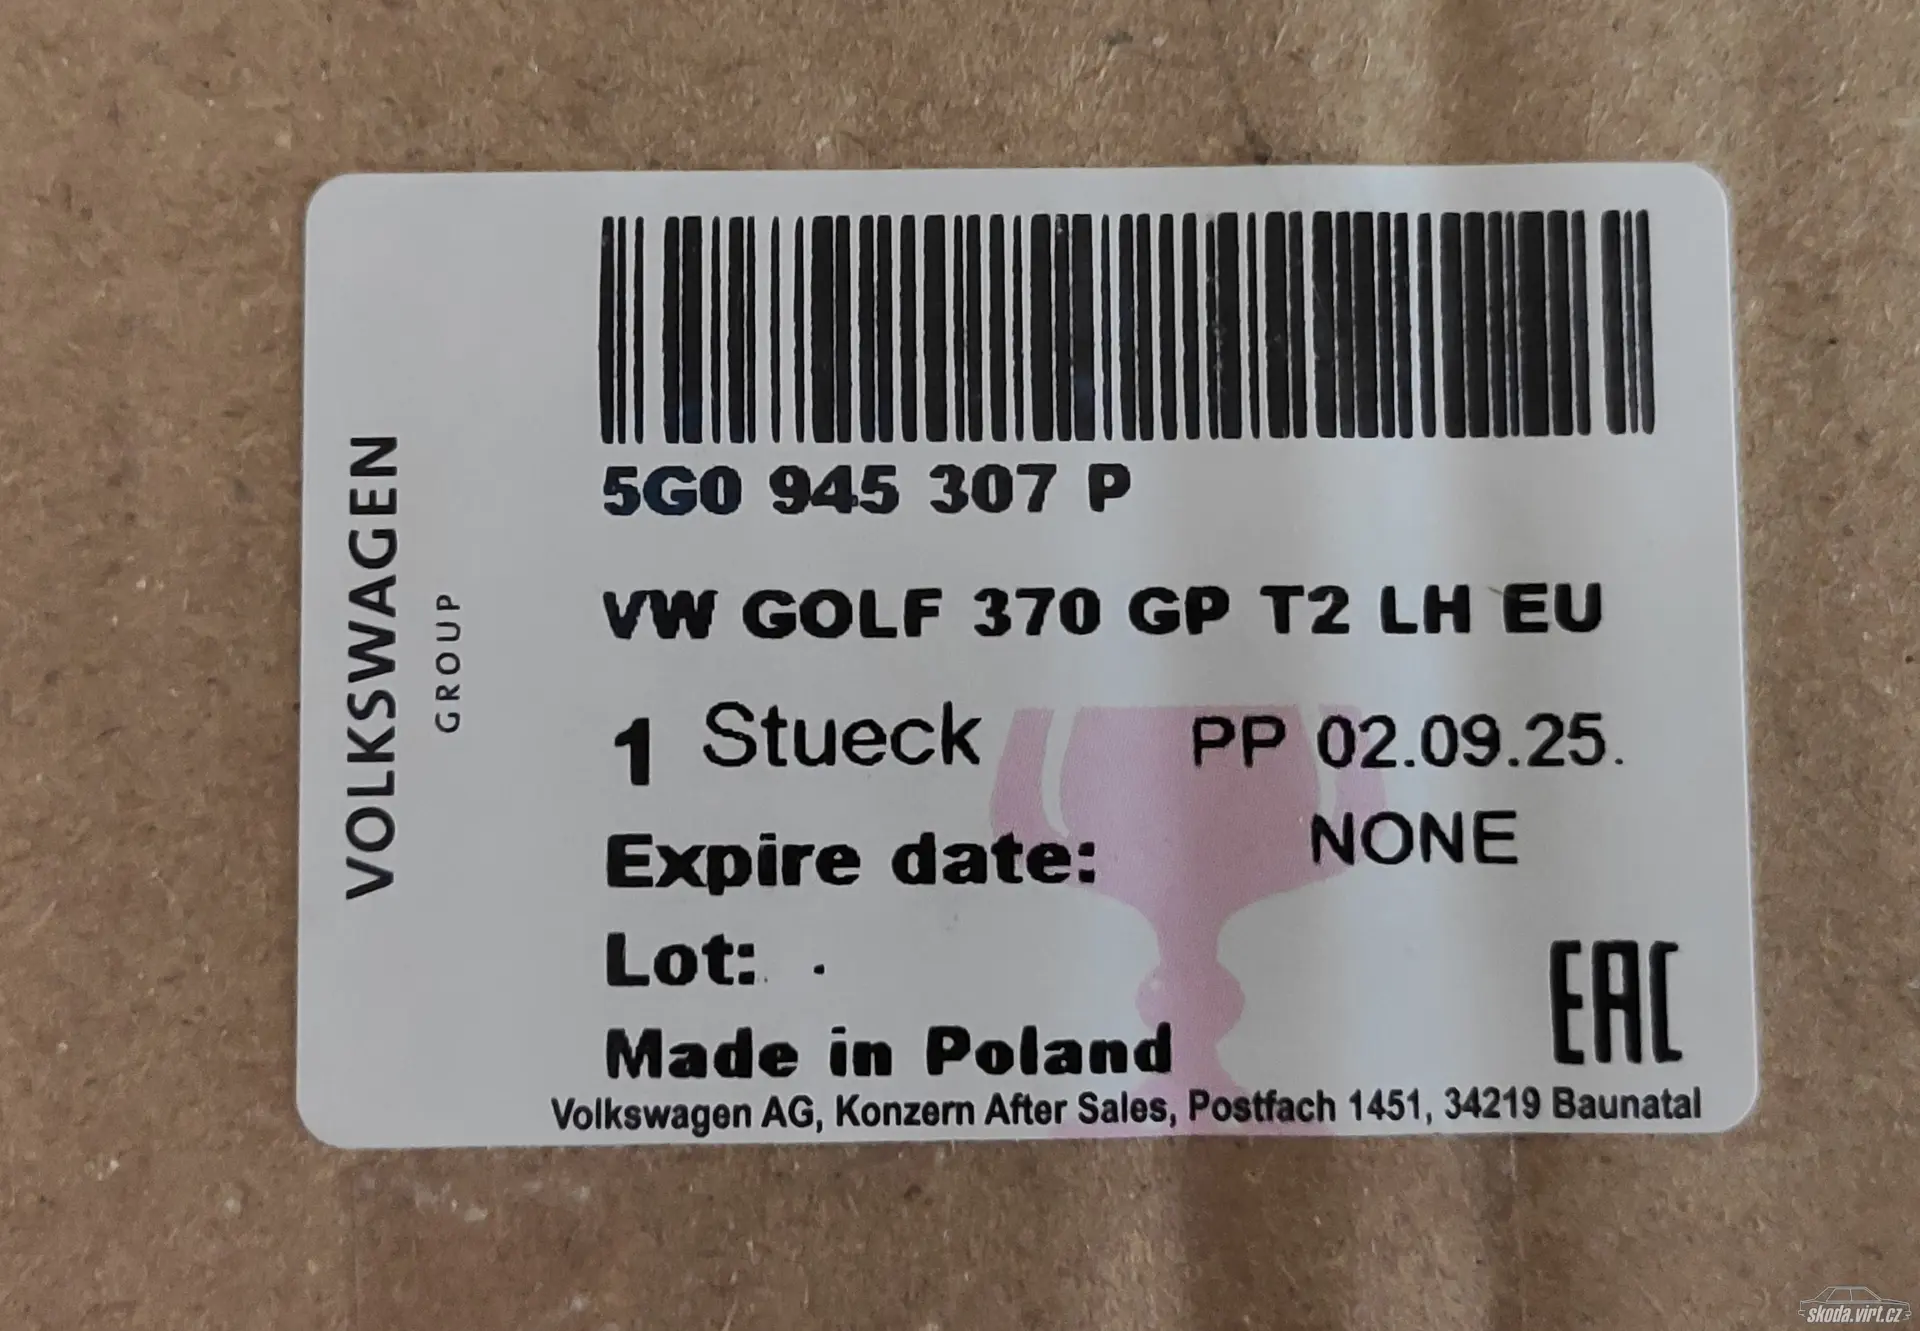 VOLKSWAGEN
GROUP
5G0 945 307 P
VW GOLF 370 GP T2 LH EU
1 Stueck PP 02.09.25.
Expire date: NONE
Lot: .
Made in Poland
EAC
Volkswagen AG, Konzern After Sales, Postfach 1451, 34219 Baunatal
skoda.virt.cz